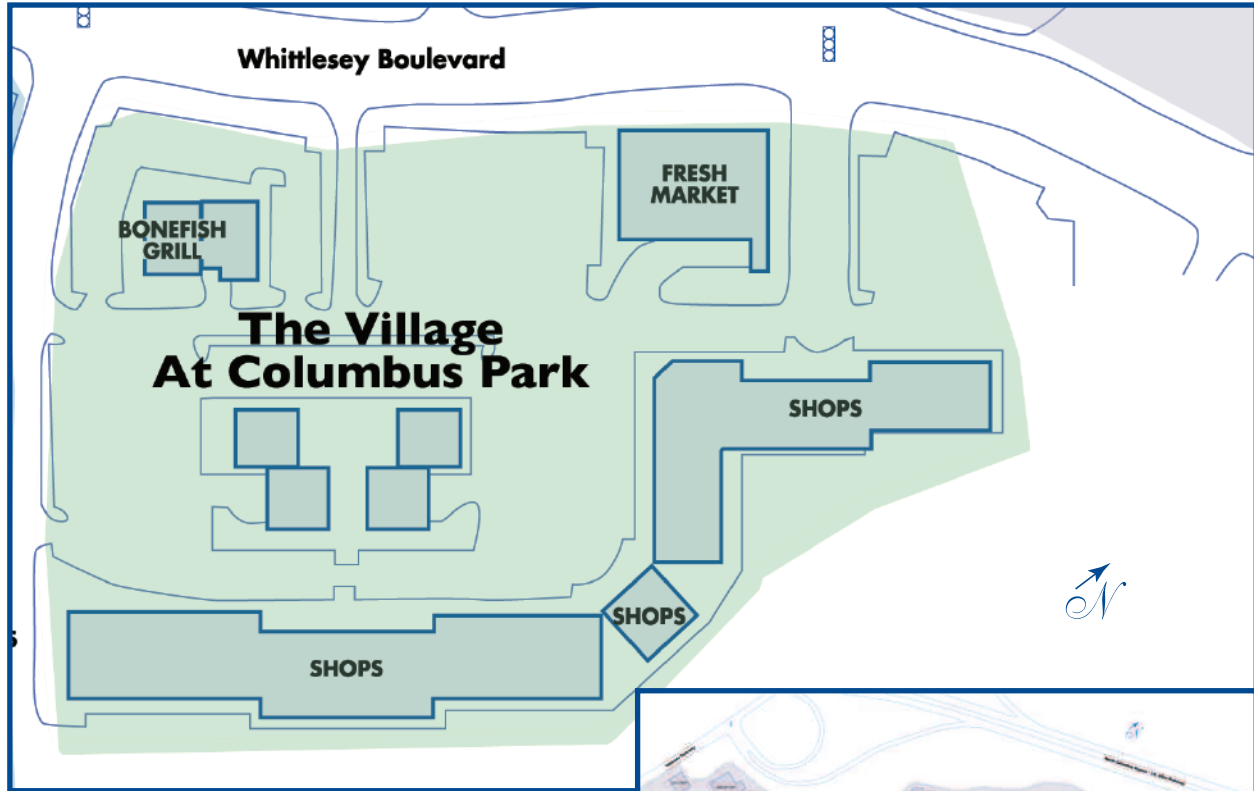 Whittlesey Boulevard
FRESH
MARKET
BONEFISH
GRILL
The Village
At Columbus Park
SHOPS
SHOPS
SHOPS
N